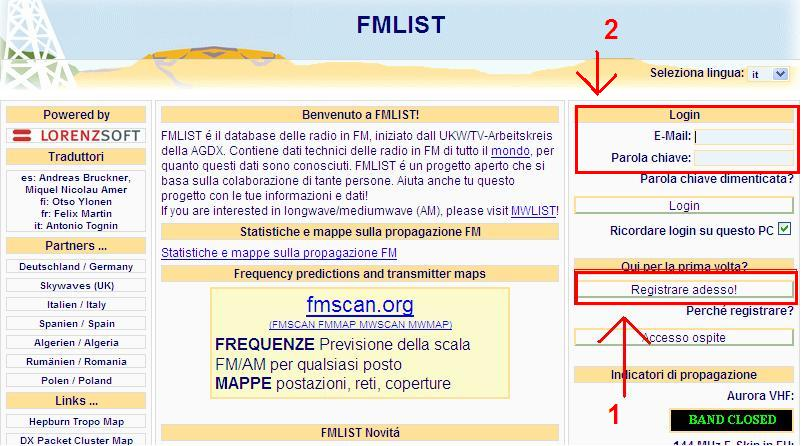 FMLIST
2
Seleziona lingua: it
Powered by
LORENZSOFT
Traduttori
es: Andreas Bruckner,
Miquel Nicolau Amer
fi: Otso Ylonen
fr: Felix Martin
it: Antonio Tognin
Partners ...
Deutschland / Germany
Skywaves (UK)
Italien / Italy
Spanien / Spain
Algerien / Algeria
Rumänien / Romania
Polen / Poland
Links ...
Hepburn Tropo Map
DX Packet Cluster Map
Benvenuto a FMLIST!
FMLIST é il database delle radio in FM, iniziato dall UKW/TV-Arbeitskreis
della AGDX. Contiene dati technici delle radio in FM di tutto il mondo, per
quanto questi dati sono conosciuti. FMLIST é un progetto aperto che si
basa sulla colaborazione di tante persone. Aiuta anche tu questo
progetto con le tue informazioni e dati!
If you are interested in longwave/mediumwave (AM), please visit MWLIST!
Statistiche e mappe sulla propagazione FM
Statistiche e mappe sulla propagazione FM
Frequency predictions and transmitter maps
fmscan.org
(FMSCAN FMMAP MWSCAN MWMAP)
FREQUENZE Previsione della scala
FM/AM per qualsiasi posto
MAPPE postazioni, reti, coperture
FMLIST Novitá
Login
E-Mail:
Parola chiave:
Parola chiave dimenticata?
Login
Ricordare login su questo PC
Qui per la prima volta?
Registrare adesso!
Perché registrare?
Accesso ospite
1
Indicatori di propagazione
Aurora VHF:
BAND CLOSED
144 MHz E-Skip in EU: